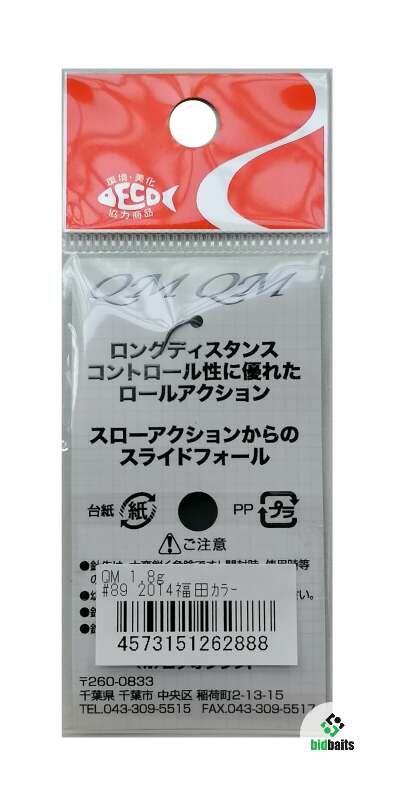 環境・美化
ECO
協力商品
QM QM
ロングディスタンス
コントロール性に優れた
ロールアクション
スローアクションからの
スライドフォール
台紙 紙 PP プラ
ご注意
QM 1.8g
#89 2014福田カラー
4573151262888
〒260-0833
千葉県 千葉市 中央区 稲荷町2-13-15
TEL.043-309-5515 FAX.043-309-5517
bidbaits